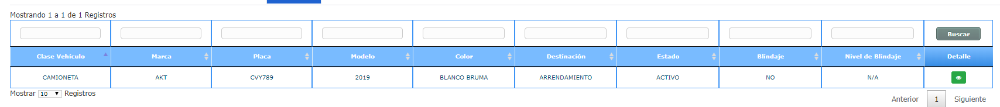 Mostrando 1 a 1 de 1 Registros
Buscar
Clase Vehículo Marca Placa Modelo Color Destinación Estado Blindaje Nivel de Blindaje Detalle
CAMIONETA AKT CVY789 2019 BLANCO BRUMA ARRENDAMIENTO ACTIVO NO N/A
Mostrar 10 Registros
Anterior 1 Siguiente